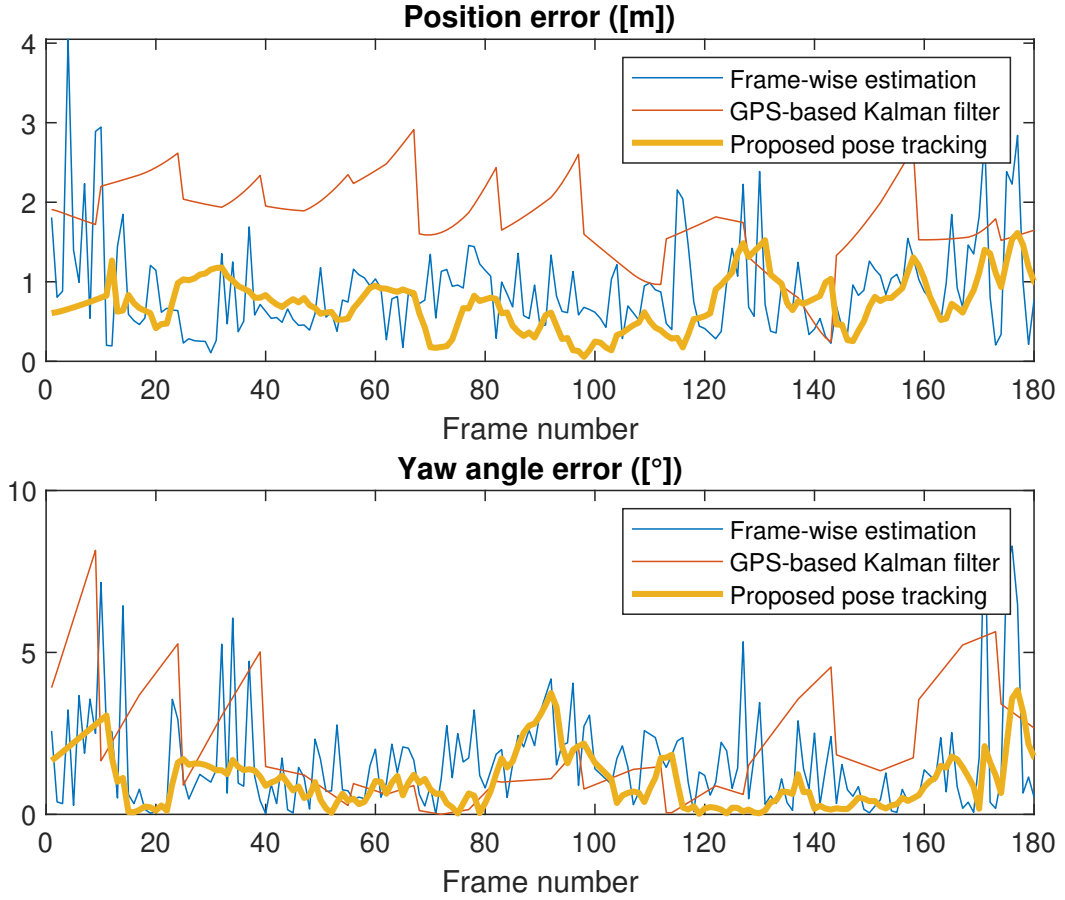 Position error ([m])
4
3
2
1
0
Frame-wise estimation
GPS-based Kalman filter
Proposed pose tracking
0 20 40 60 80 100 120 140 160 180
Frame number
Yaw angle error ([°])
10
5
0
Frame-wise estimation
GPS-based Kalman filter
Proposed pose tracking
0 20 40 60 80 100 120 140 160 180
Frame number